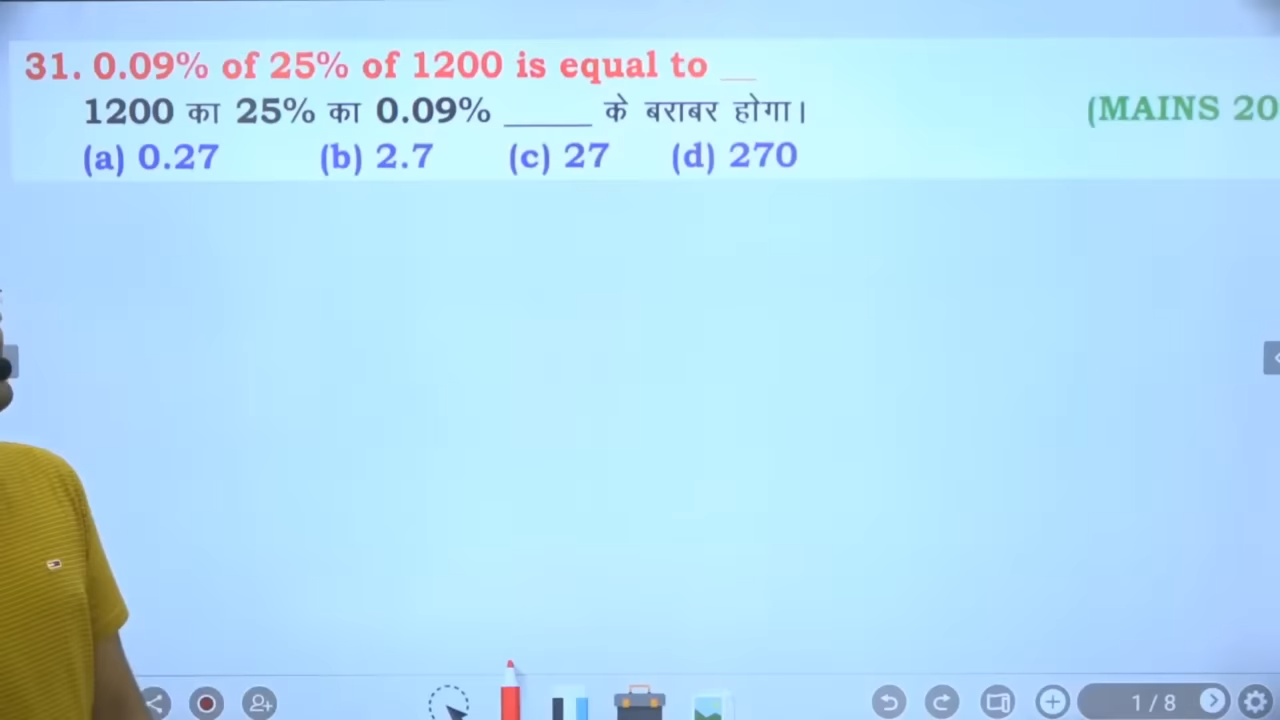 31. 0.09% of 25% of 1200 is equal to __
1200 का 25% का 0.09% _____ के बराबर होगा।
(MAINS 20
(a) 0.27 (b) 2.7 (c) 27 (d) 270
1 / 8